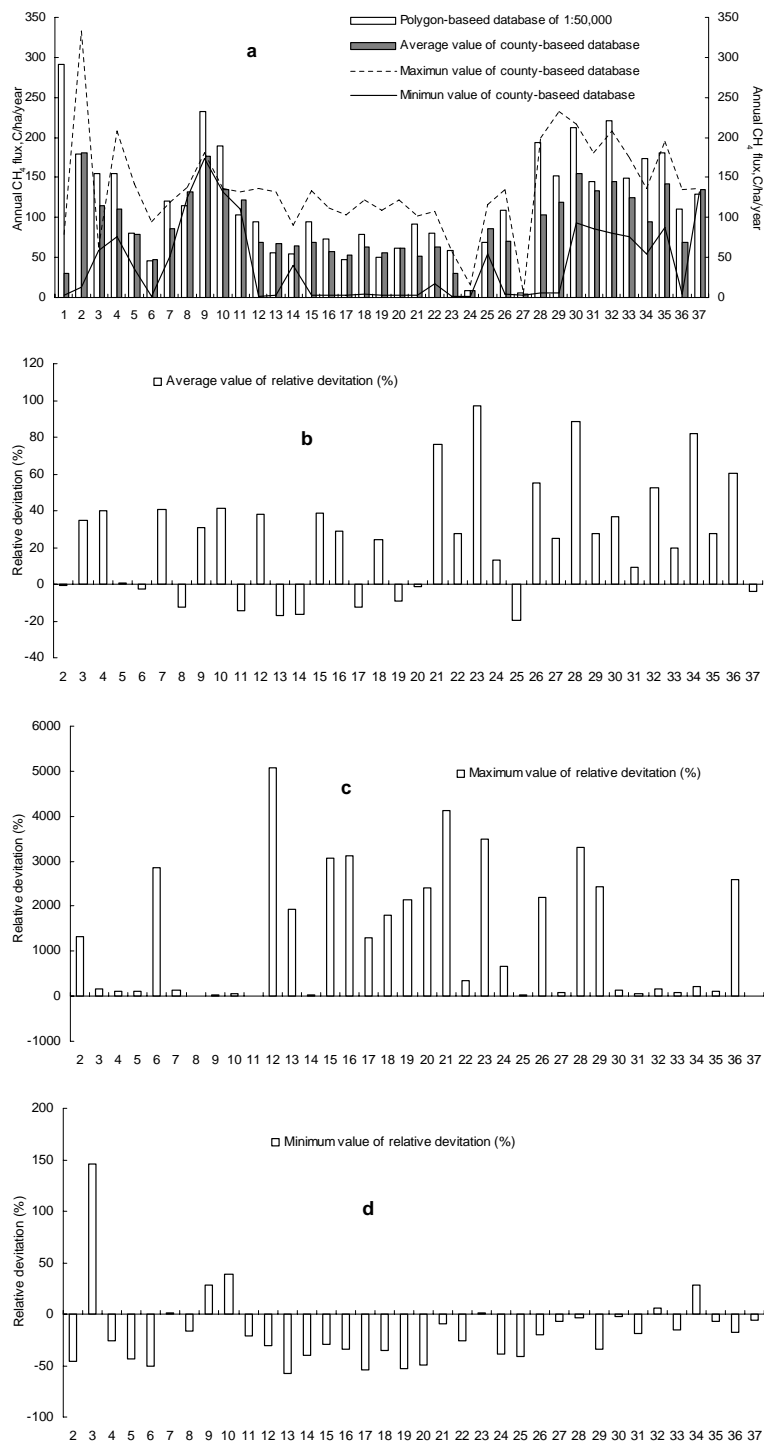 Polygon-baseed database of 1:50,000
Average value of county-baseed database
Maximun value of county-baseed database
Minimun value of county-baseed database
a
Annual CH4 flux,C/ha/year
Annual CH4 flux,C/ha/year
350
300
250
200
150
100
50
0
350
300
250
200
150
100
50
0
1 2 3 4 5 6 7 8 9 10 11 12 13 14 15 16 17 18 19 20 21 22 23 24 25 26 27 28 29 30 31 32 33 34 35 36 37
Average value of relative devitation (%)
b
Relative devitation (%)
120
100
80
60
40
20
0
-20
-40
2 3 4 5 6 7 8 9 10 11 12 13 14 15 16 17 18 19 20 21 22 23 24 25 26 27 28 29 30 31 32 33 34 35 36 37
Maximum value of relative devitation (%)
c
Relative devitation (%)
6000
5000
4000
3000
2000
1000
0
-1000
2 3 4 5 6 7 8 9 10 11 12 13 14 15 16 17 18 19 20 21 22 23 24 25 26 27 28 29 30 31 32 33 34 35 36 37
Minimum value of relative devitation (%)
d
Relative devitation (%)
200
150
100
50
0
-50
-100
2 3 4 5 6 7 8 9 10 11 12 13 14 15 16 17 18 19 20 21 22 23 24 25 26 27 28 29 30 31 32 33 34 35 36 37